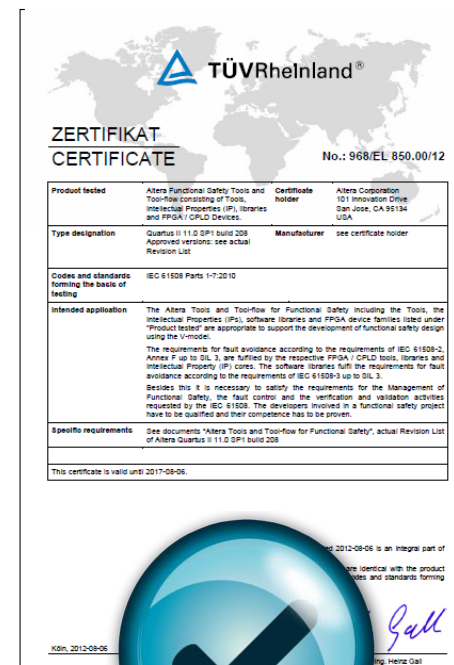 TÜVRheinland®
ZERTIFIKAT
CERTIFICATE
No.: 968/EL 850.00/12
Product tested
Altera Functional Safety Tools and
Tool-flow consisting of Tools,
Intellectual Properties (IP), libraries
and FPGA / CPLD Devices.
Certificate
holder
Altera Corporation
101 Innovation Drive
San Jose, CA 95134
USA
Type designation
Quartus II 11.0 SP1 build 208
Approved versions: see actual
Revision List
Manufacturer
see certificate holder
Codes and standards
forming the basis of
testing
IEC 61508 Parts 1-7:2010
Intended application
The Altera Tools and Tool-flow for Functional Safety including the Tools, the
Intellectual Properties (IPs), software libraries and FPGA device families listed under
"Product tested" are appropriate to support the development of functional safety design
using the V-model.
The requirements for fault avoidance according to the requirements of IEC 61508-2,
Annex F up to SIL 3, are fulfilled by the respective FPGA / CPLD tools, libraries and
Intellectual Property (IP) cores. The software libraries fulfil the requirements for fault
avoidance according to the requirements of IEC 61508-3 up to SIL 3.
Besides this it is necessary to satisfy the requirements for the Management of
Functional Safety, the fault control and the verification and validation activities
requested by the IEC 61508. The developers involved in a functional safety project
have to be qualified and their competence has to be proven.
Specific requirements
See documents "Altera Tools and Tool-flow for Functional Safety", actual Revision List
of Altera Quartus II 11.0 SP1 build 208
This certificate is valid until 2017-08-06.
2012-08-06 is an integral part of
are identical with the product
codes and standards forming
Gall
Köln, 2012-08-06
Ing. Heinz Gall